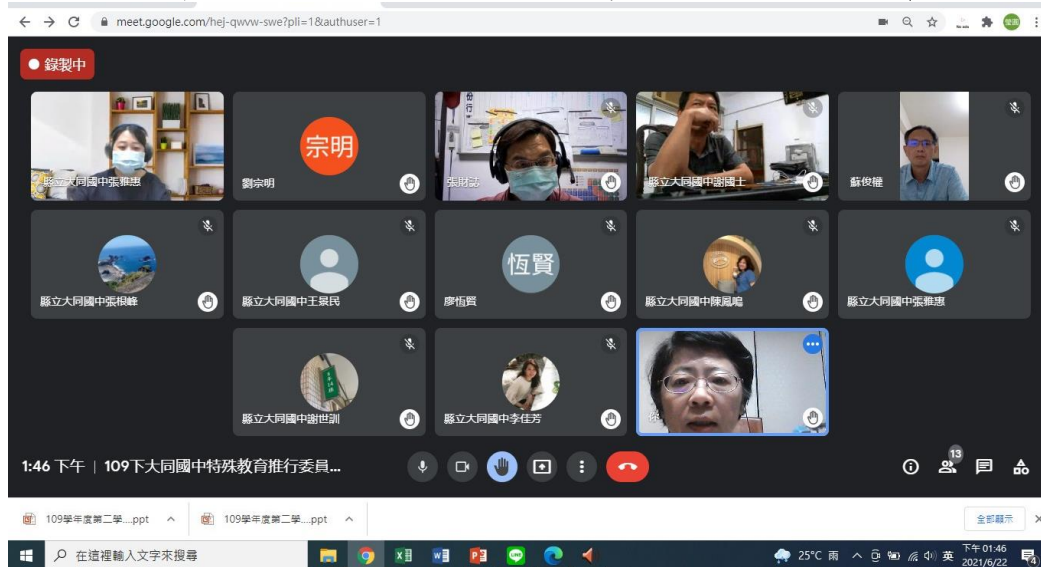 meet.google.com/hej-qwvw-swe?pli=1&authuser=1
錄製中
縣立大同國中張雅惠
宗明
劉宗明
張財誌
縣立大同國中謝國士
蘇俊權
縣立大同國中張根峰
縣立大同國中王景民
恆賢
廖恆賢
縣立大同國中陳鳳鳴
縣立大同國中張雅惠
縣立大同國中謝世訓
縣立大同國中李佳芳
1:46 下午 | 109下大同國中特殊教育推行委員...
13
109學年度第二學....ppt
109學年度第二學....ppt
全部顯示
在這裡輸入文字來搜尋
25°C 雨
英
下午 01:46
2021/6/22
4